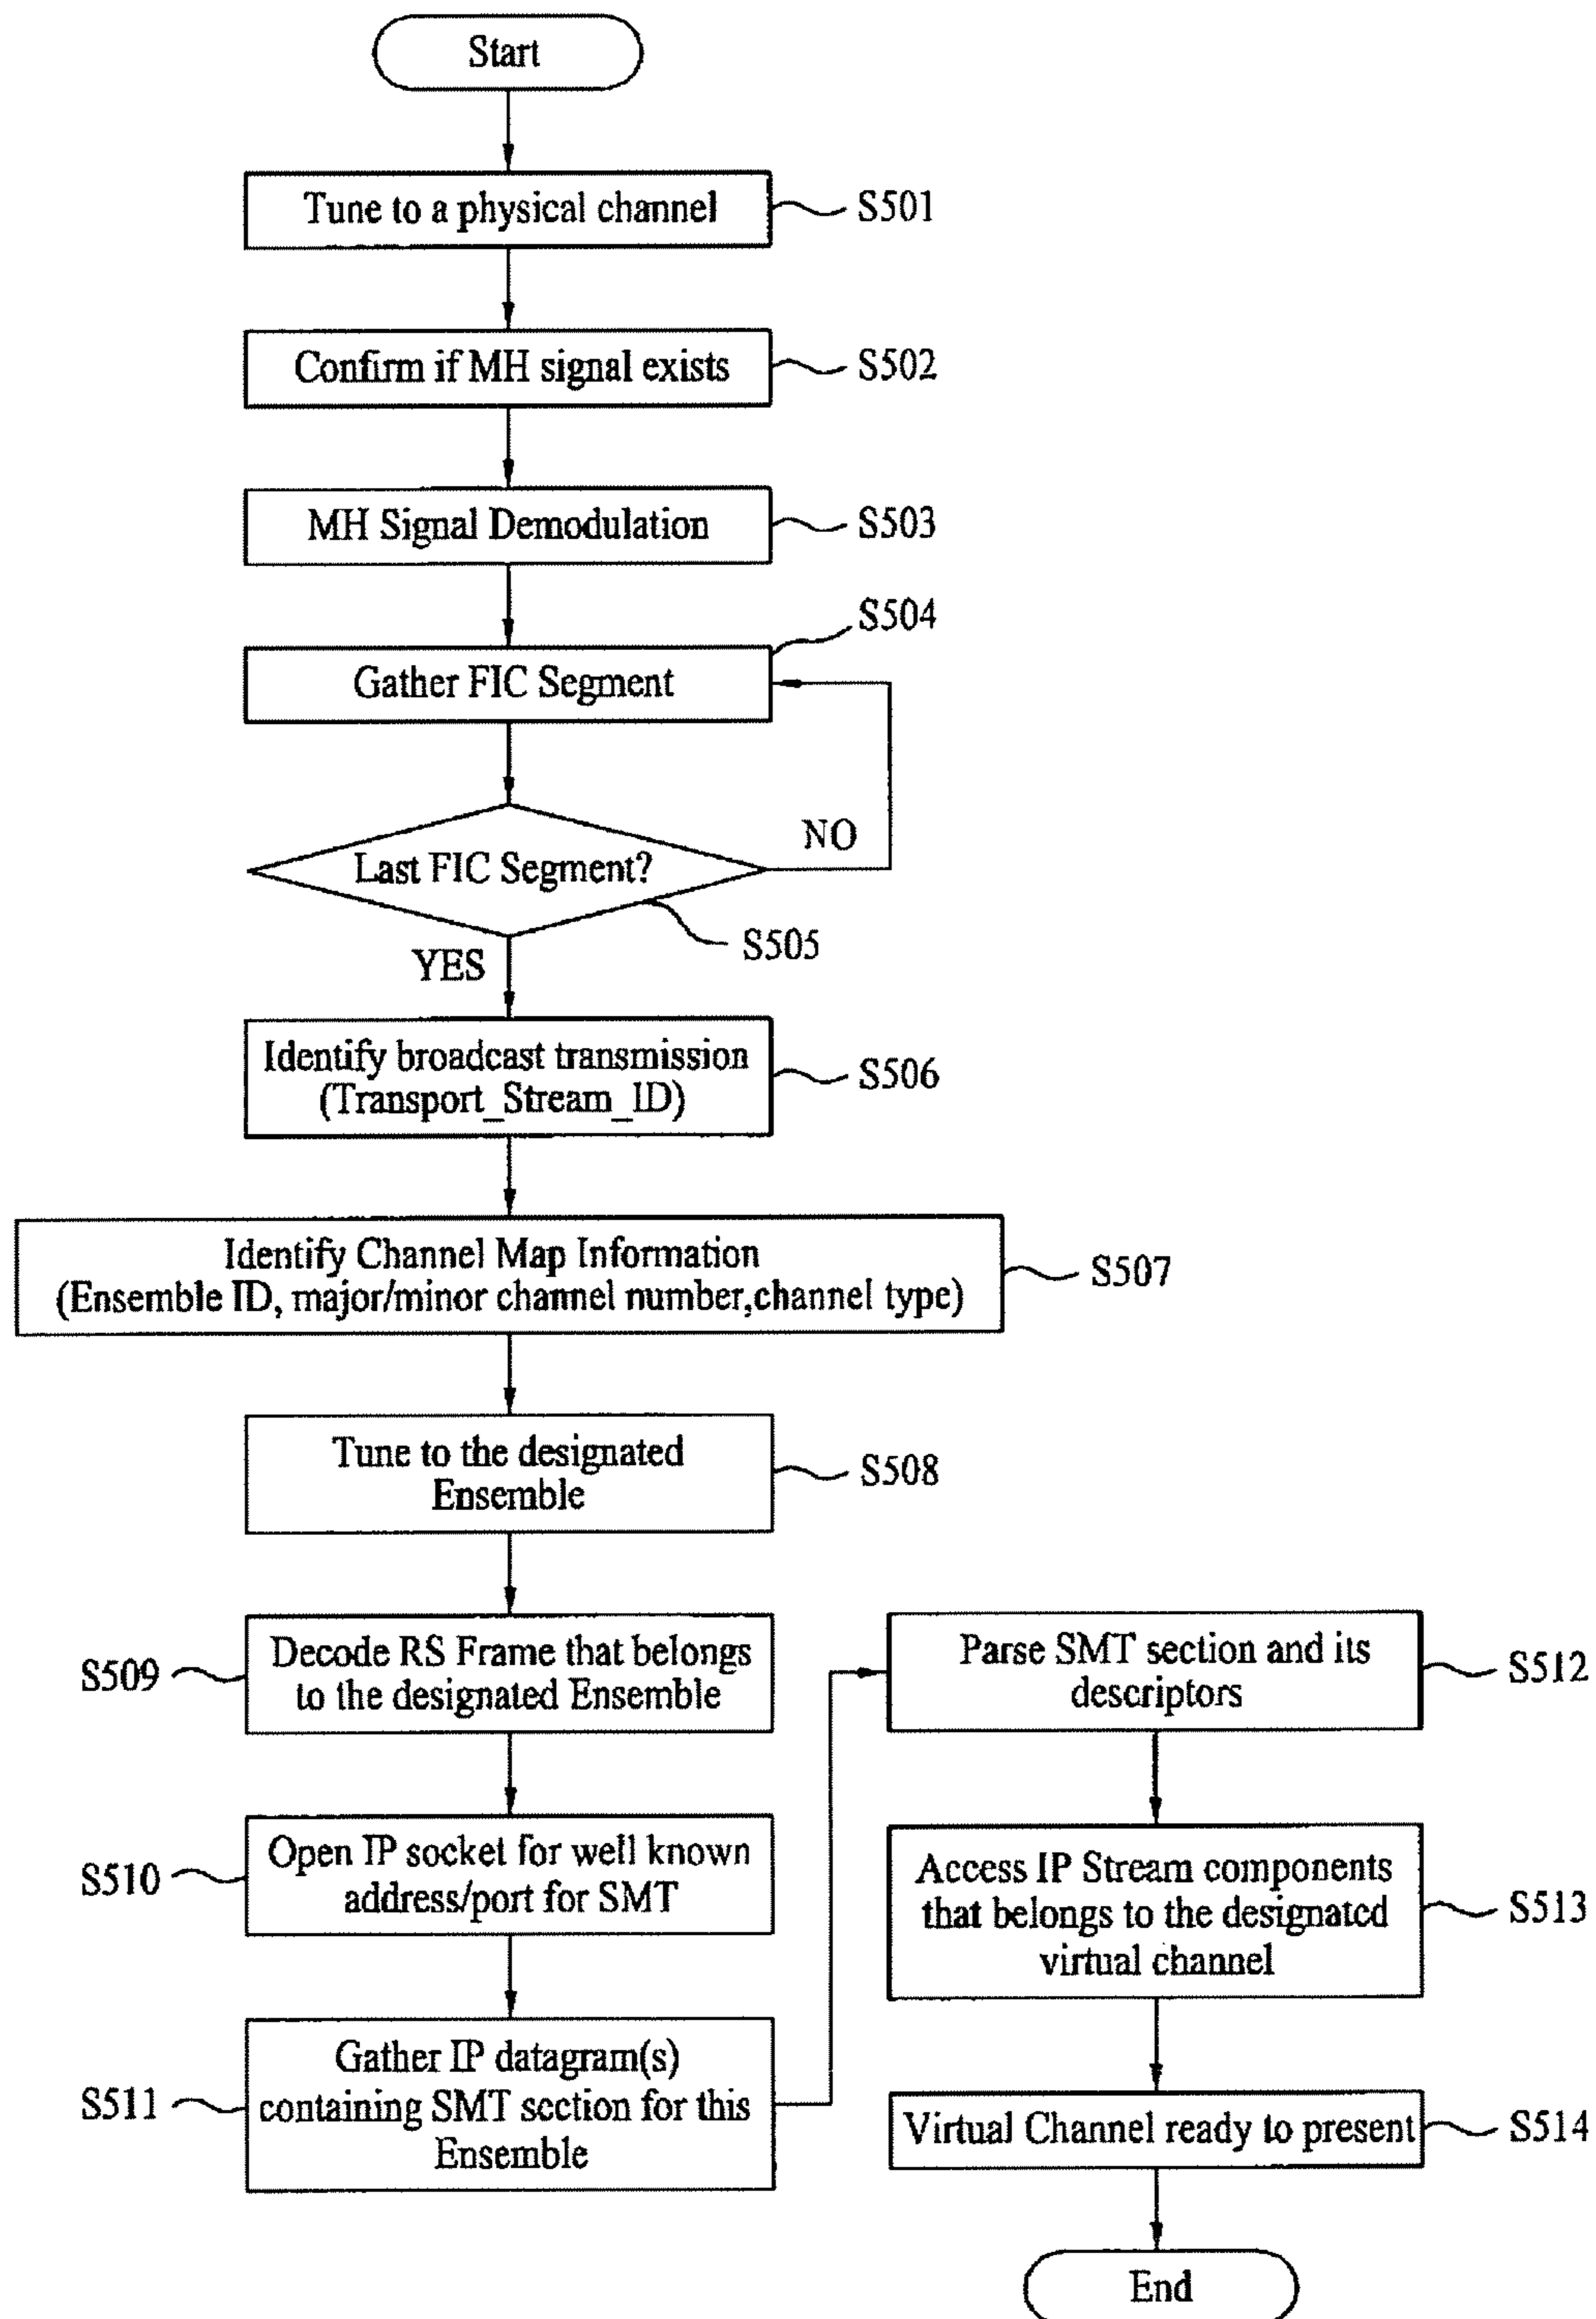 Start
Tune to a physical channel
S501
Confirm if MH signal exists
S502
MH Signal Demodulation
S503
S504
Gather FIC Segment
NO
Last FIC Segment?
S505
YES
Identify broadcast transmission
(Transport_Stream_ID)
S506
Identify Channel Map Information
(Ensemble ID, major/minor channel number,channel type)
S507
Tune to the designated
Ensemble
S508
S509
Decode RS Frame that belongs
to the designated Ensemble
S510
Open IP socket for well known
address/port for SMT
S511
Gather IP datagram(s)
containing SMT section for this
Ensemble
Parse SMT section and its
descriptors
S512
Access IP Stream components
that belongs to the designated
virtual channel
S513
Virtual Channel ready to present
S514
End